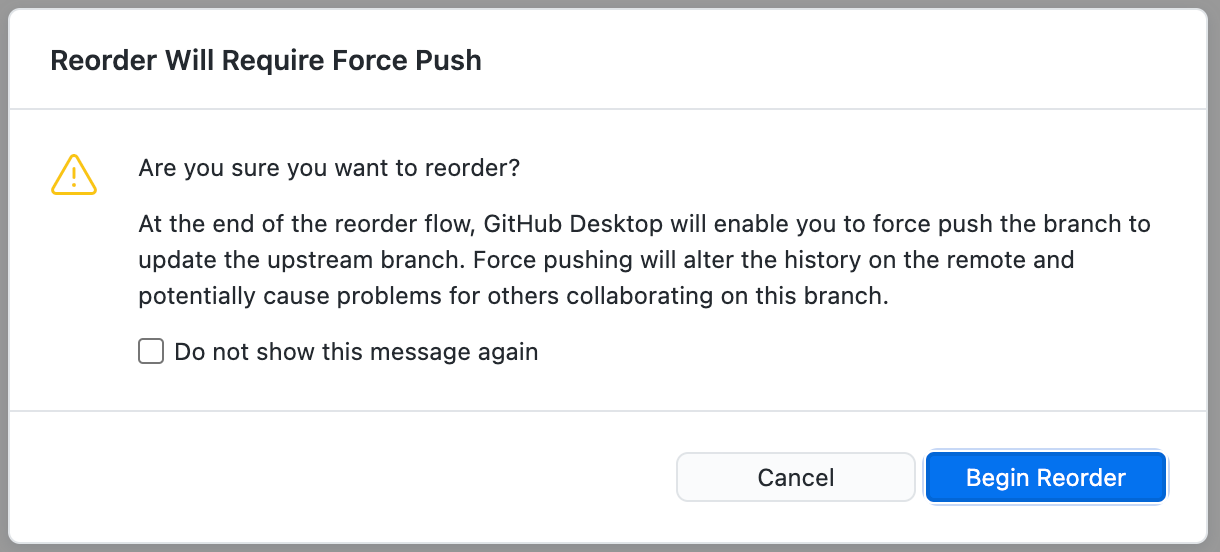 Reorder Will Require Force Push
Are you sure you want to reorder?
At the end of the reorder flow, GitHub Desktop will enable you to force push the branch to
update the upstream branch. Force pushing will alter the history on the remote and
potentially cause problems for others collaborating on this branch.
Do not show this message again
Cancel
Begin Reorder